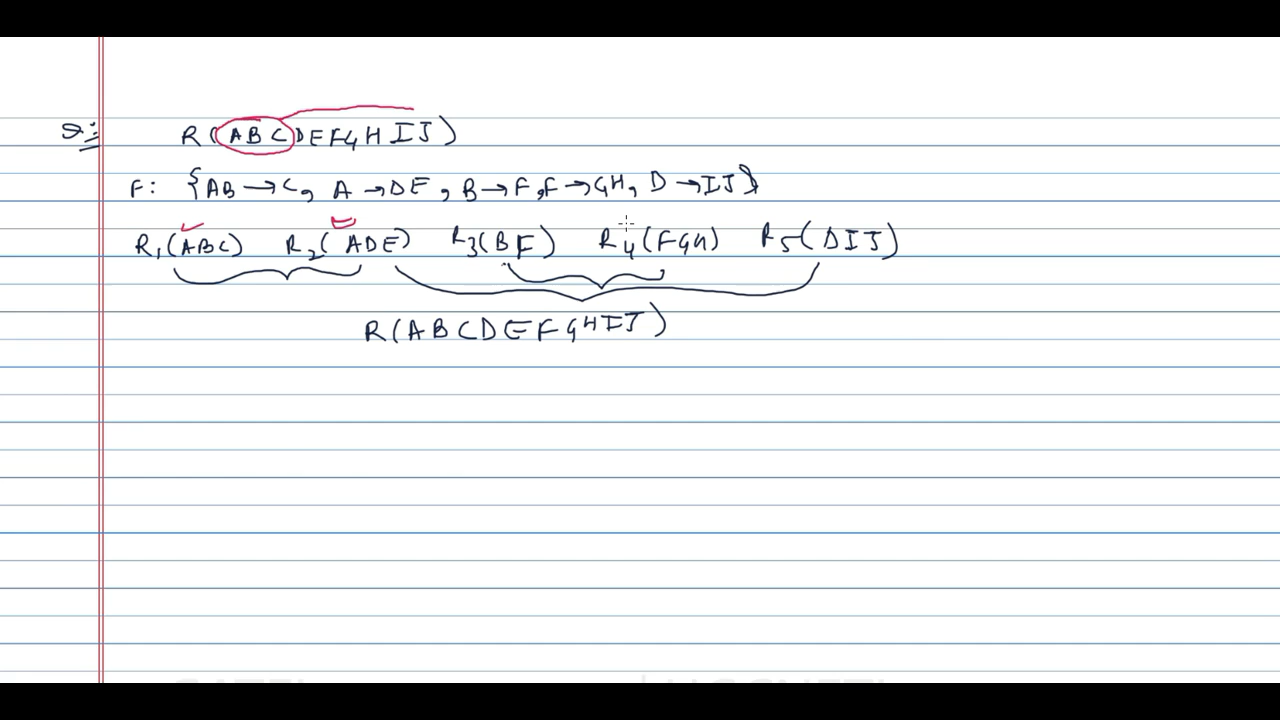 Q:
R(ABCDEFGHIJ)
F: {AB→C, A→DE, B→F, F→GH, D→IJ}
R1(ABC) R2(ADE) R3(BF) R4(FGH) R5(DIJ)
R(ABCDEFGHIJ)